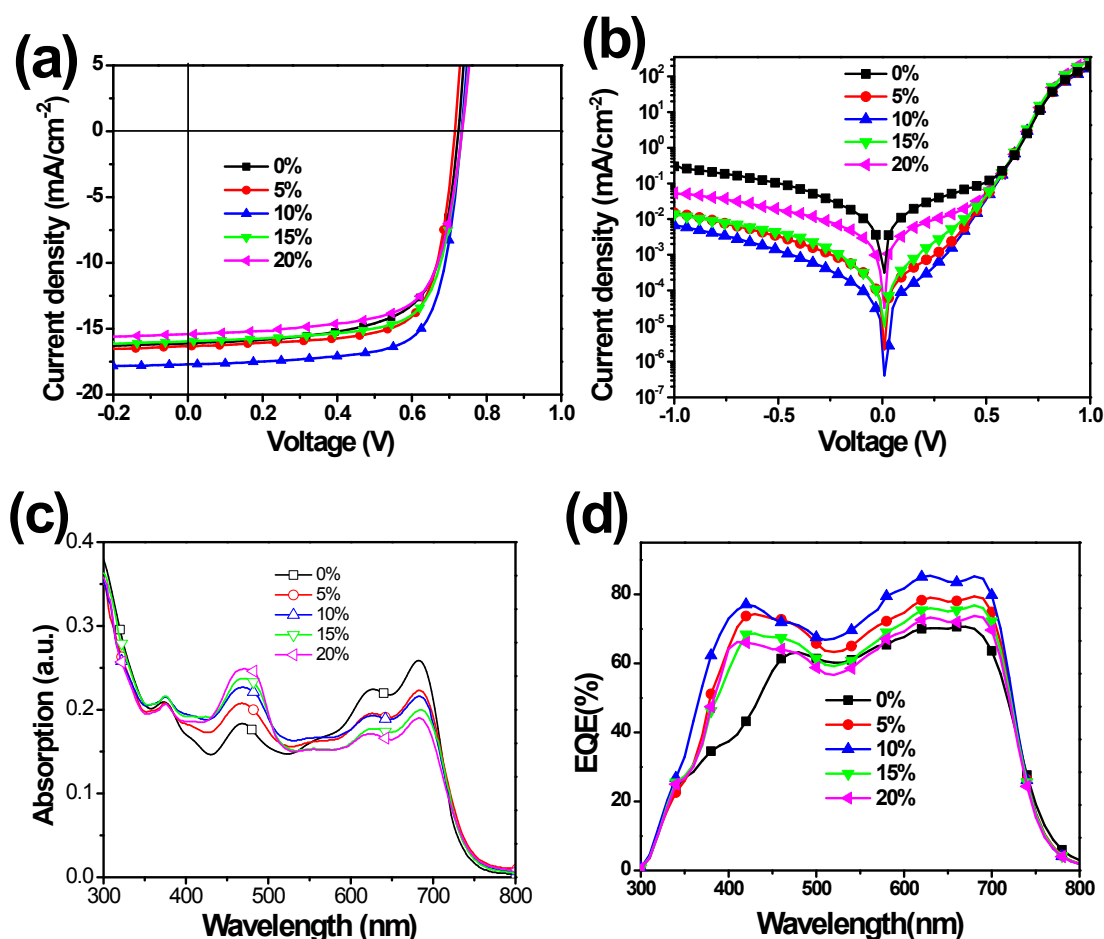 (a)
Current density (mA/cm⁻²)
5
0
-5
-10
-15
-20
0%
5%
10%
15%
20%
-0.2 0.0 0.2 0.4 0.6 0.8 1.0
Voltage (V)
(b)
Current density (mA/cm⁻²)
10²
10¹
10⁰
10⁻¹
10⁻²
10⁻³
10⁻⁴
10⁻⁵
10⁻⁶
10⁻⁷
0%
5%
10%
15%
20%
-1.0 -0.5 0.0 0.5 1.0
Voltage (V)
(c)
Absorption (a.u.)
0.4
0.3
0.2
0.1
0.0
0%
5%
10%
15%
20%
300 400 500 600 700 800
Wavelength (nm)
(d)
EQE(%)
80
60
40
20
0
0%
5%
10%
15%
20%
300 400 500 600 700 800
Wavelength(nm)